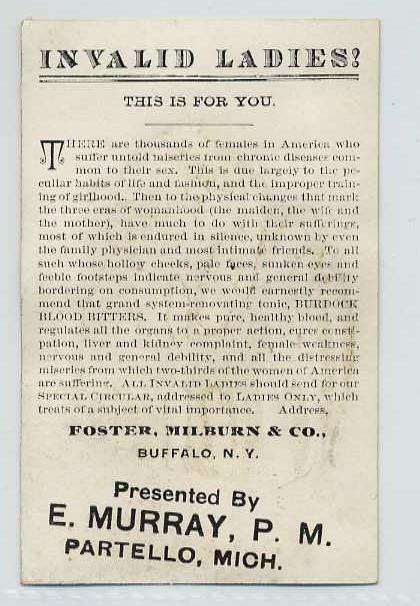 INVALID LADIES!
THIS IS FOR YOU.
THERE are thousands of females in America who
suffer untold miseries from chronic diseases com-
mon to their sex. This is due largely to the pe-
culiar habits of life and fashion, and the improper train-
ing of girlhood. Then to the physical changes that mark
the three eras of womanhood (the maiden, the wife and
the mother), have much to do with their sufferings,
most of which is endured in silence, unknown by even
the family physician and most intimate friends. To all
such whose hollow cheeks, pale faces, sunken eyes and
feeble footsteps indicate nervous and general debility
bordering on consumption, we would earnestly recom-
mend that grand system-renovating tonic, BURDOCK
BLOOD BITTERS. It makes pure, healthy blood, and
regulates all the organs to a proper action, cures consti-
pation, liver and kidney complaint, female weakness,
nervous and general debility, and all the distressing
miseries from which two-thirds of the women of America
are suffering. ALL INVALID LADIES should send for our
SPECIAL CIRCULAR, addressed to LADIES ONLY, which
treats of a subject of vital importance. Address,
FOSTER, MILBURN & CO.,
BUFFALO, N. Y.
Presented By
E. MURRAY, P. M.
PARTELLO, MICH.